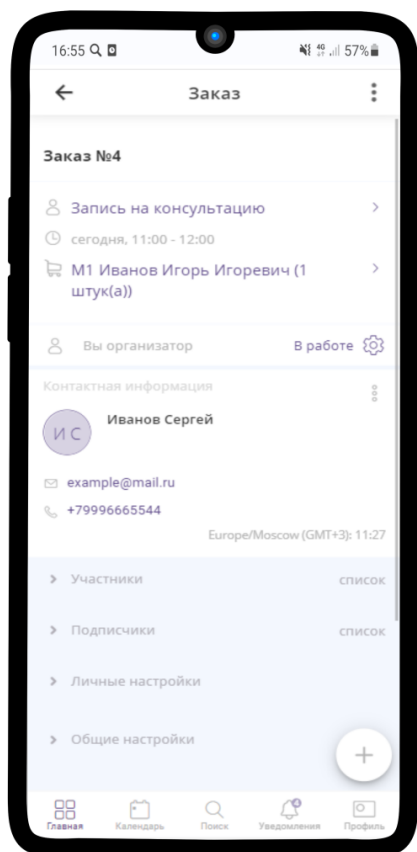 16:55 4G 57%
Заказ
Заказ №4
Запись на консультацию
сегодня, 11:00 - 12:00
М1 Иванов Игорь Игоревич (1
штук(а))
Вы организатор В работе
Контактная информация
Иванов Сергей
И С
example@mail.ru
+79996665544
Europe/Moscow (GMT+3): 11:27
Участники список
Подписчики список
Личные настройки
Общие настройки
Главная Календарь Поиск Уведомления Профиль